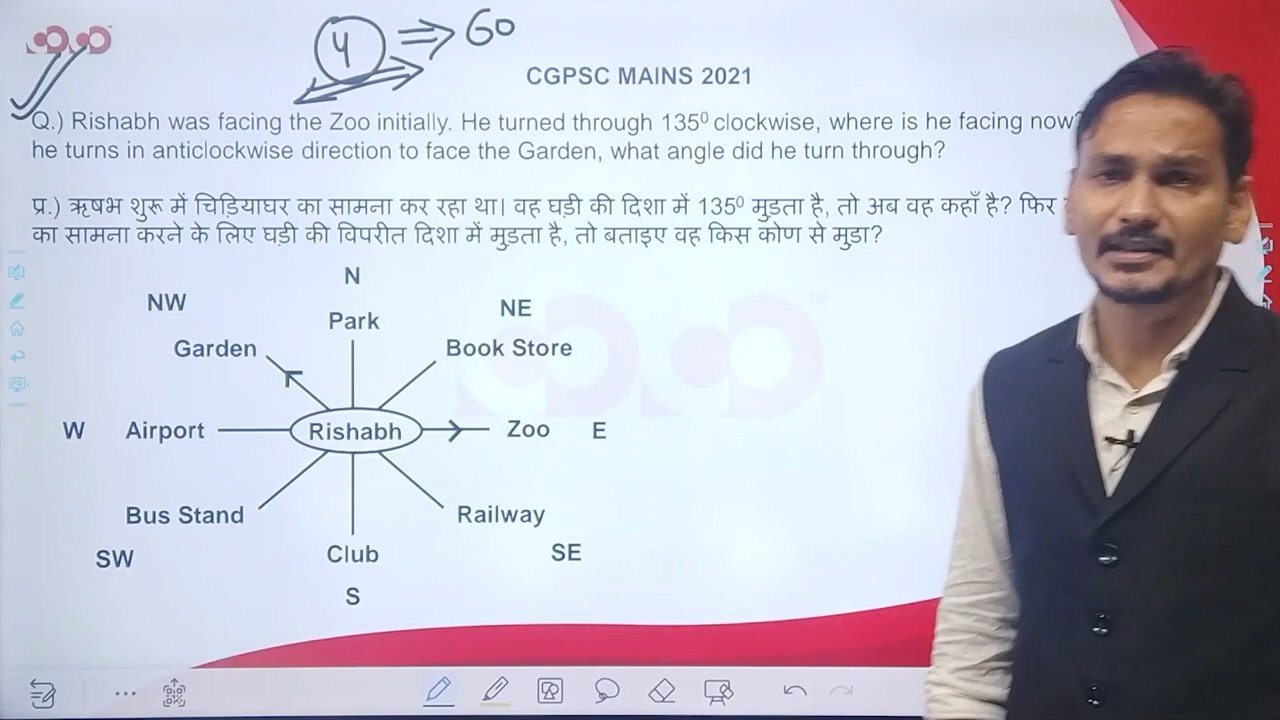 4 ⇒ 60
CGPSC MAINS 2021
Q.) Rishabh was facing the Zoo initially. He turned through 135⁰ clockwise, where is he facing now?
he turns in anticlockwise direction to face the Garden, what angle did he turn through?
प्र.) ऋषभ शुरू में चिड़ियाघर का सामना कर रहा था। वह घड़ी की दिशा में 135⁰ मुड़ता है, तो अब वह कहाँ है? फिर
का सामना करने के लिए घड़ी की विपरीत दिशा में मुड़ता है, तो बताइए वह किस कोण से मुडा?
N
NW
NE
Park
Garden
Book Store
W Airport Rishabh Zoo E
Bus Stand
Railway
SW
Club
SE
S